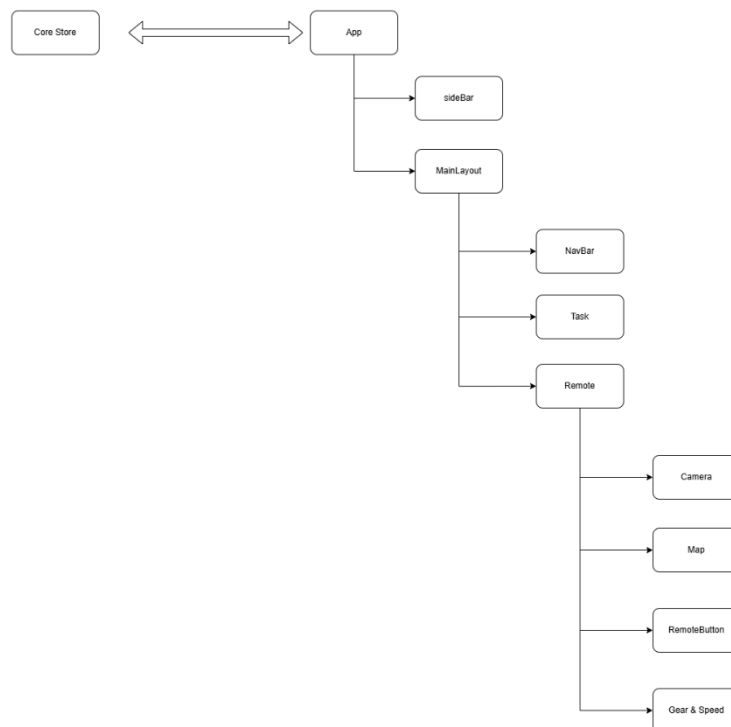 Core Store
App
sideBar
MainLayout
NavBar
Task
Remote
Camera
Map
RemoteButton
Gear & Speed